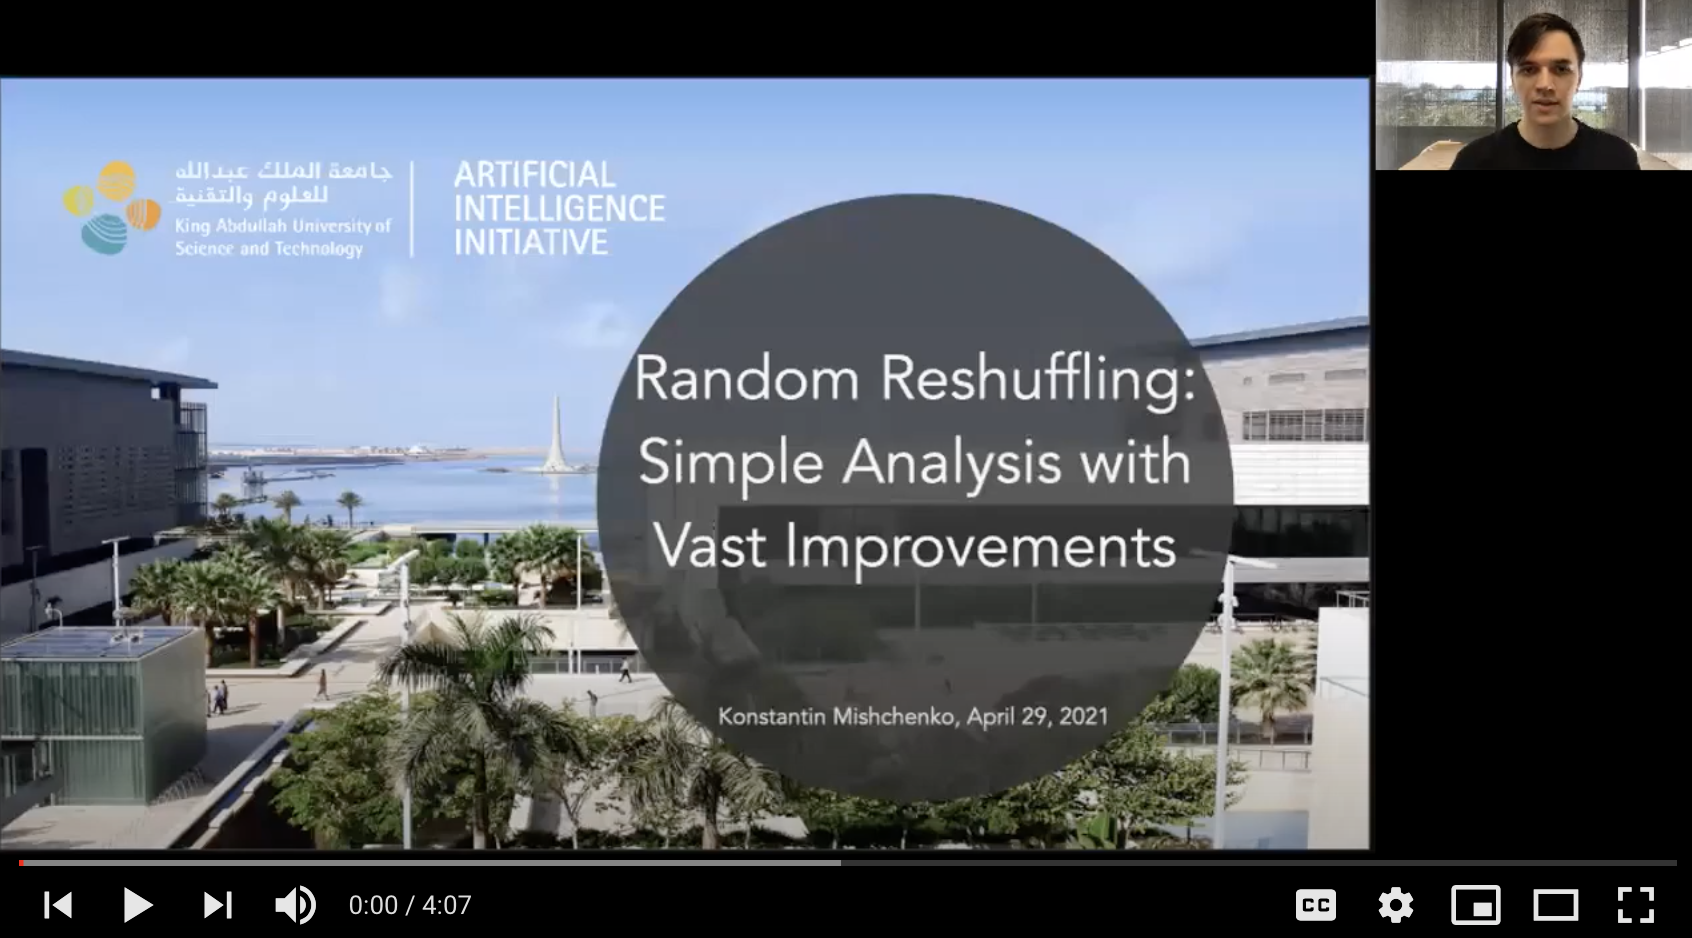 جامعة الملك عبدالله
للعلوم والتقنية
King Abdullah University of
Science and Technology
ARTIFICIAL
INTELLIGENCE
INITIATIVE
Random Reshuffling:
Simple Analysis with
Vast Improvements
Konstantin Mishchenko, April 29, 2021
0:00 / 4:07
CC